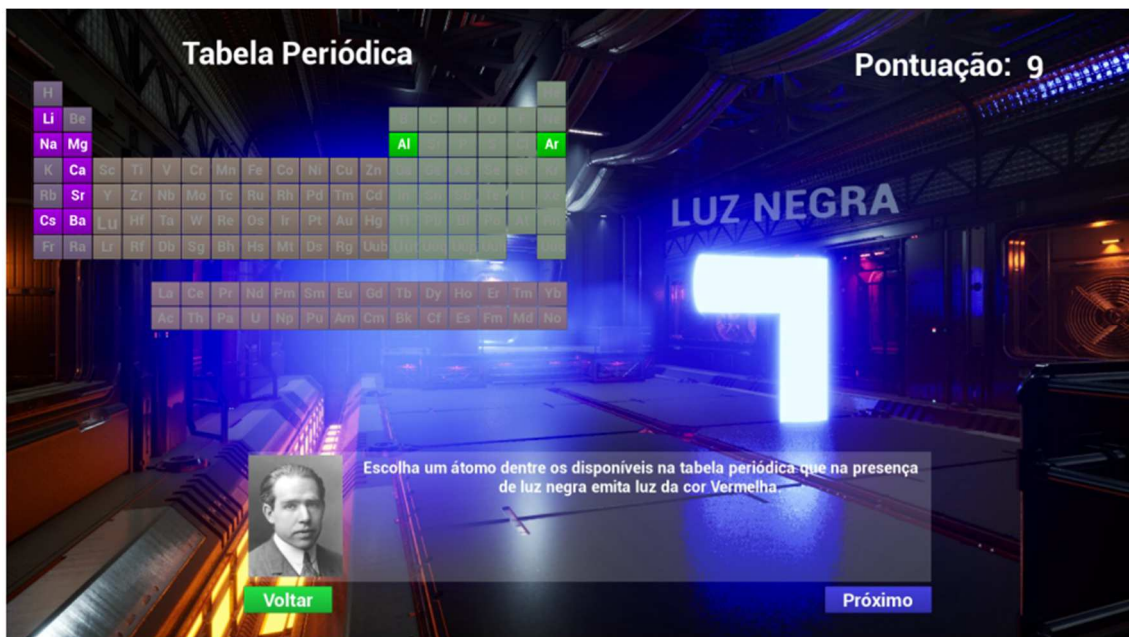 Tabela Periódica
Pontuação: 9
H He
Li Be B C N O F Ne
Na Mg Al Si P S Cl Ar
K Ca Sc Ti V Cr Mn Fe Co Ni Cu Zn
Rb Sr Y Zr Nb Mo Tc Ru Rh Pd Tm Cd
Cs Ba Lu Hf Ta W Re Os Ir Pt Au Hg
Fr Ra Lr Rf Db Sg Bh Hs Mt Ds Rg Uub
La Ce Pr Nd Pm Sm Eu Gd Tb Dy Ho Er Tm Yb
Ac Th Pa U Np Pu Am Cm Bk Cf Es Fm Md No
LUZ NEGRA
Escolha um átomo dentre os disponíveis na tabela periódica que na presença
de luz negra emita luz da cor Vermelha.
Voltar
Próximo